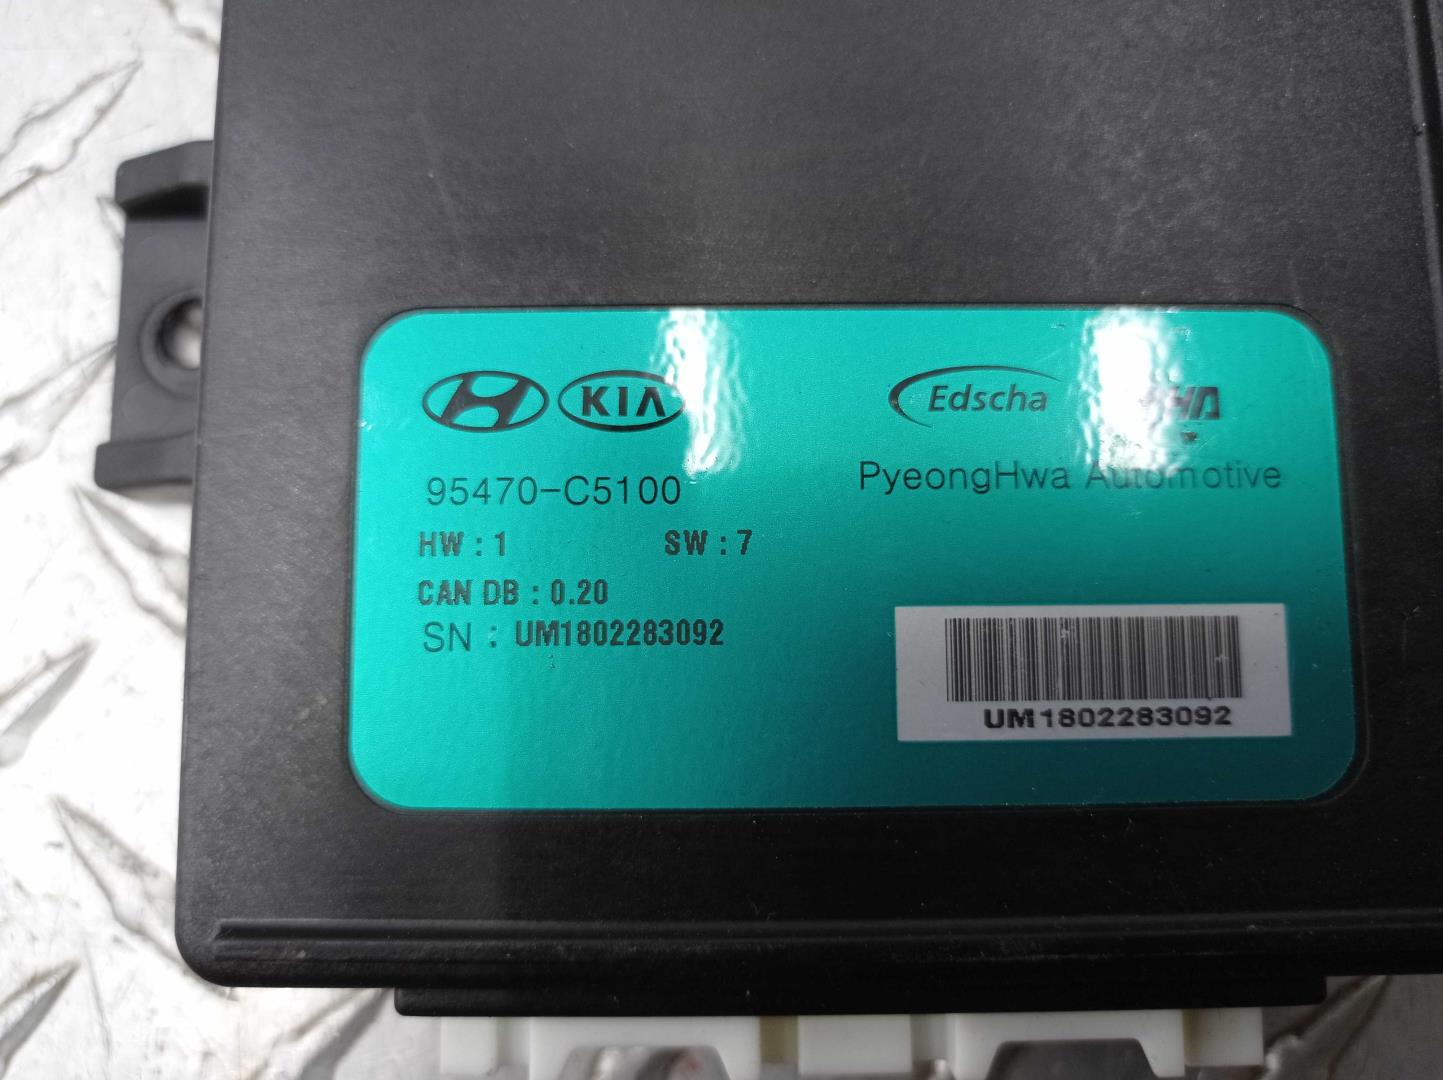 KIA
Edscha
95470-C5100
PyeongHwa Automotive
HW : 1 SW : 7
CAN DB : 0.20
SN : UM1802283092
UM1802283092